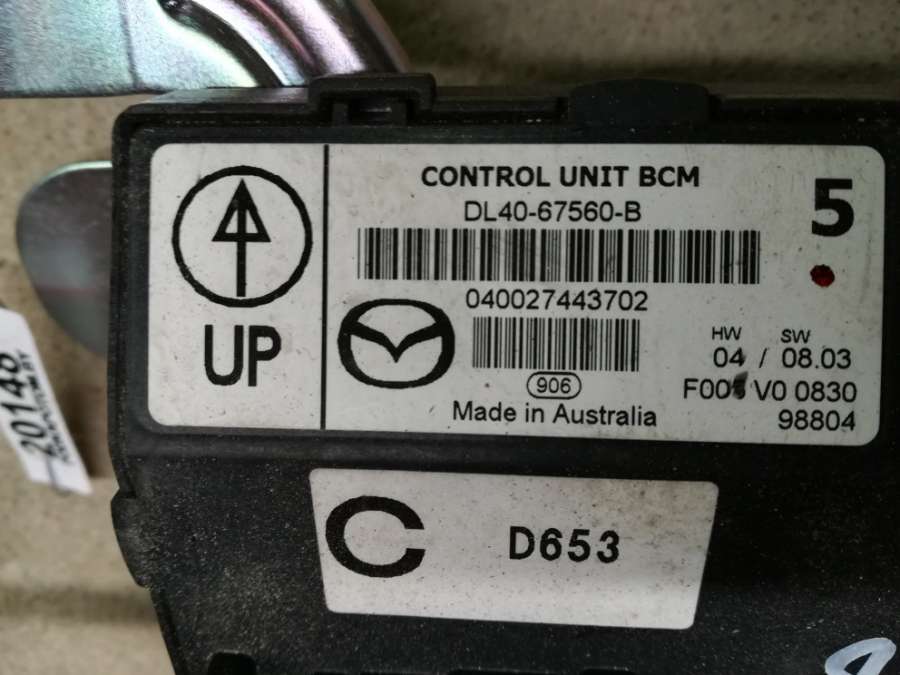 UP
CONTROL UNIT BCM
DL40-67560-B
5
040027443702
HW SW
04 / 08.03
906
F00 V0 0830
Made in Australia
98804
C D653
20148